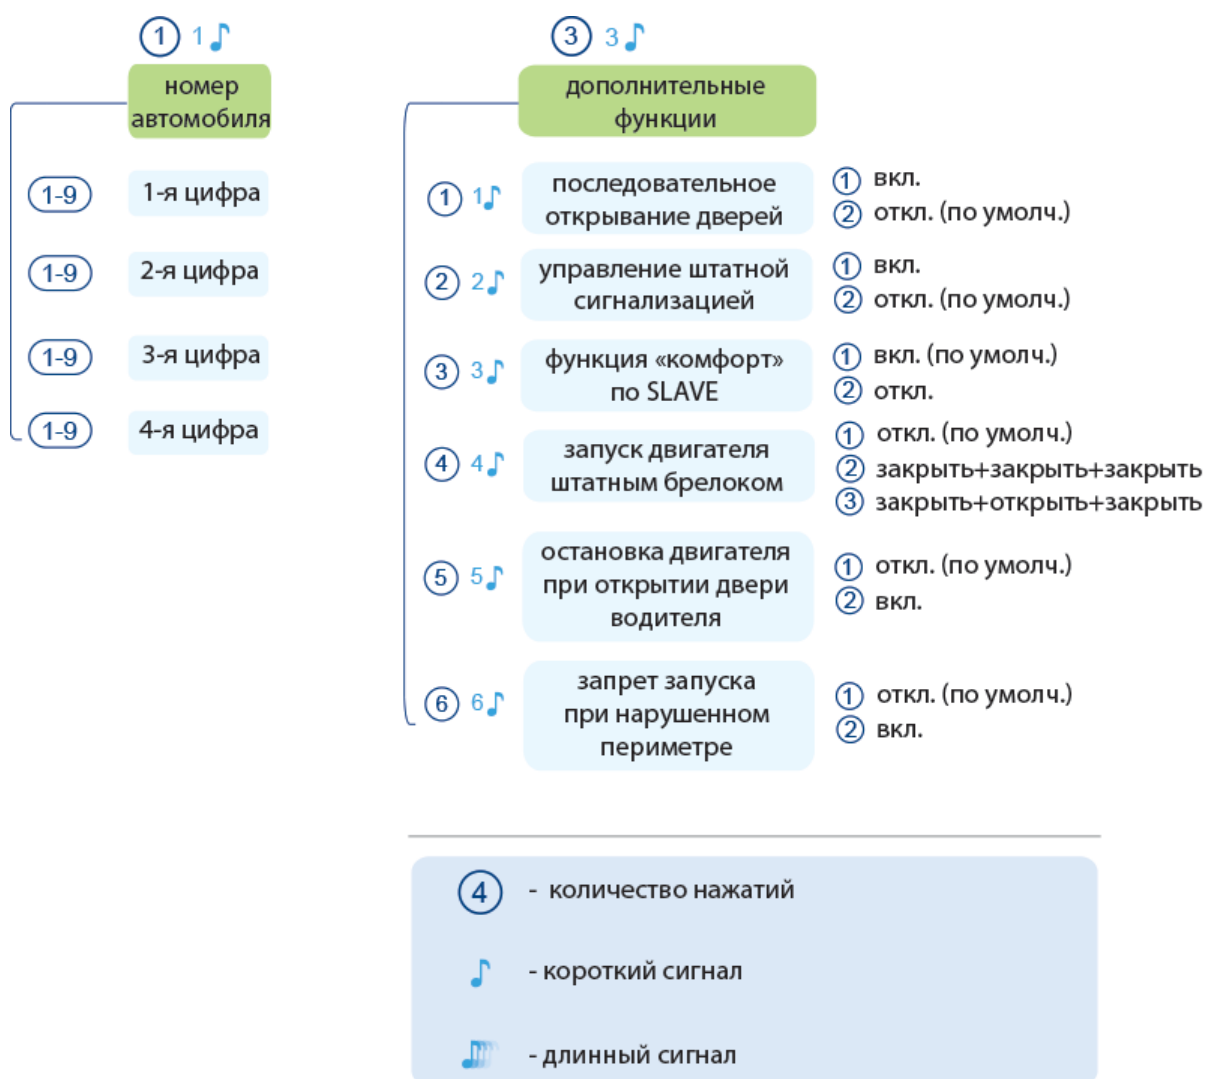 1 1
номер
автомобиля
1-9 1-я цифра
1-9 2-я цифра
1-9 3-я цифра
1-9 4-я цифра
3 3
дополнительные
функции
1 1
последовательное
открывание дверей
1 вкл.
2 откл. (по умолч.)
2 2
управление штатной
сигнализацией
1 вкл.
2 откл. (по умолч.)
3 3
функция «комфорт»
по SLAVE
1 вкл. (по умолч.)
2 откл.
4 4
запуск двигателя
штатным брелоком
1 откл. (по умолч.)
2 закрыть+закрыть+закрыть
3 закрыть+открыть+закрыть
5 5
остановка двигателя
при открытии двери
водителя
1 откл. (по умолч.)
2 вкл.
6 6
запрет запуска
при нарушенном
периметре
1 откл. (по умолч.)
2 вкл.
4 - количество нажатий
- короткий сигнал
- длинный сигнал